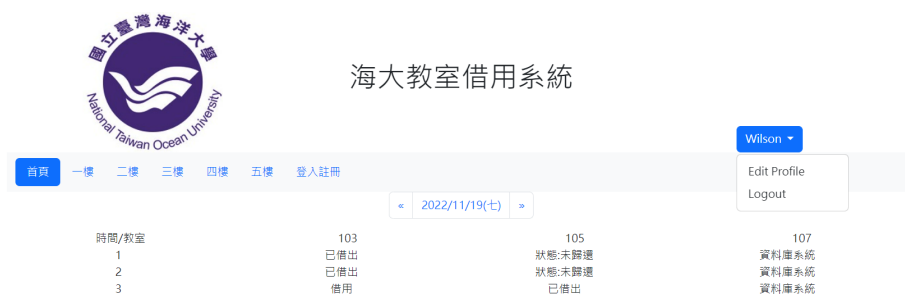 國立臺灣海洋大學
National Taiwan Ocean University
海大教室借用系統
Wilson
Edit Profile
Logout
首頁 一樓 二樓 三樓 四樓 五樓 登入註冊
« 2022/11/19(七) »
時間/教室 103 105 107
1 已借出 狀態:未歸還 資料庫系統
2 已借出 狀態:未歸還 資料庫系統
3 借用 已借出 資料庫系統